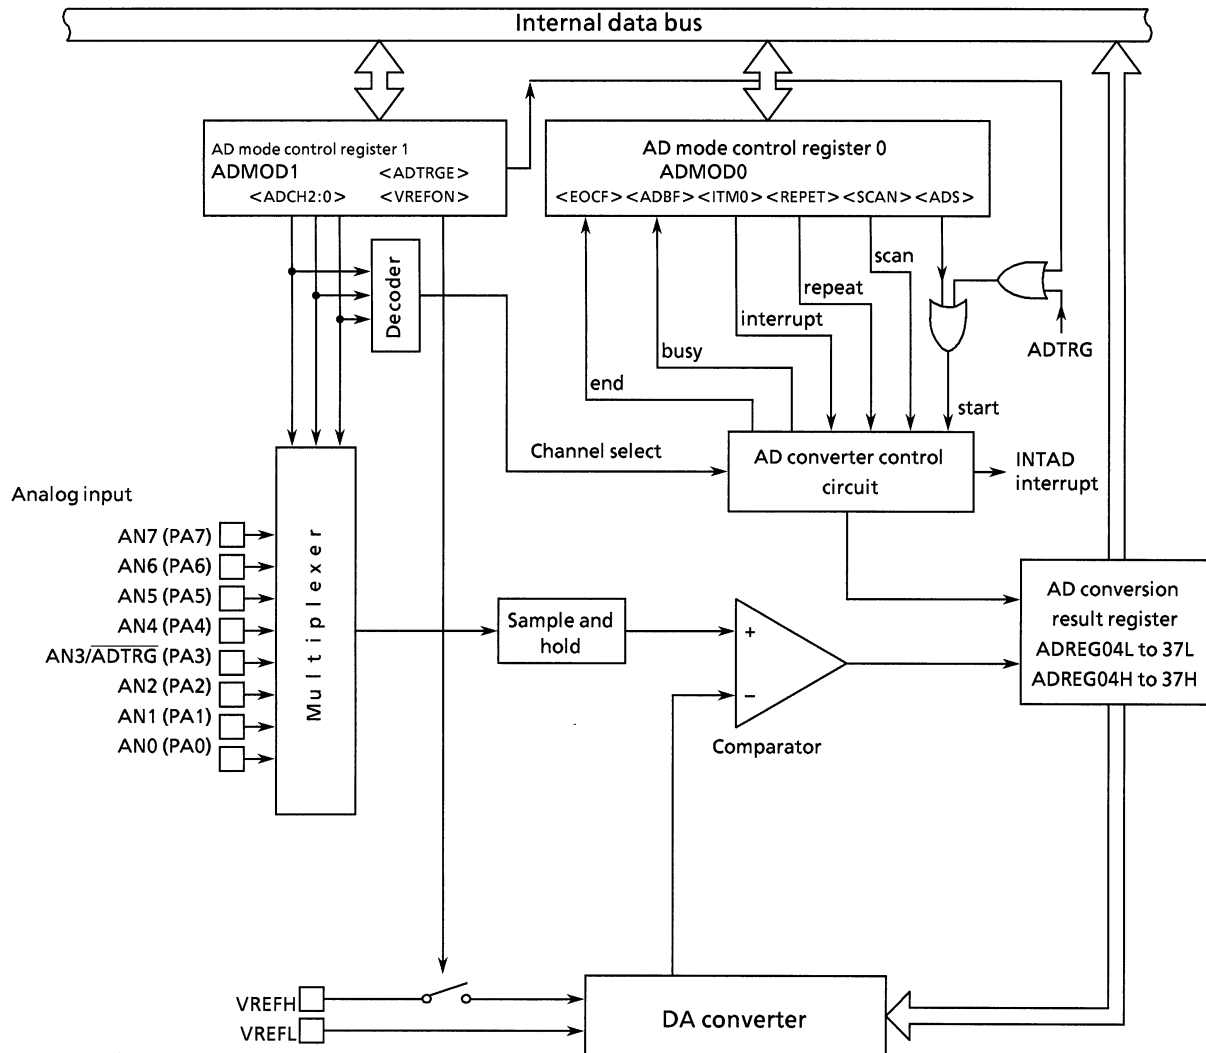 Internal data bus
AD mode control register 1
ADMOD1
<ADTRGE>
<ADCH2:0>
<VREFON>
AD mode control register 0
ADMOD0
<EOCF> <ADBF> <ITM0> <REPET> <SCAN> <ADS>
Decoder
scan
repeat
interrupt
busy
end
ADTRG
start
Channel select
AD converter control
circuit
INTAD
interrupt
Analog input
AN7 (PA7)
AN6 (PA6)
AN5 (PA5)
AN4 (PA4)
AN3/ADTRG (PA3)
AN2 (PA2)
AN1 (PA1)
AN0 (PA0)
Multiplexer
Sample and
hold
+
−
Comparator
AD conversion
result register
ADREG04L to 37L
ADREG04H to 37H
VREFH
VREFL
DA converter